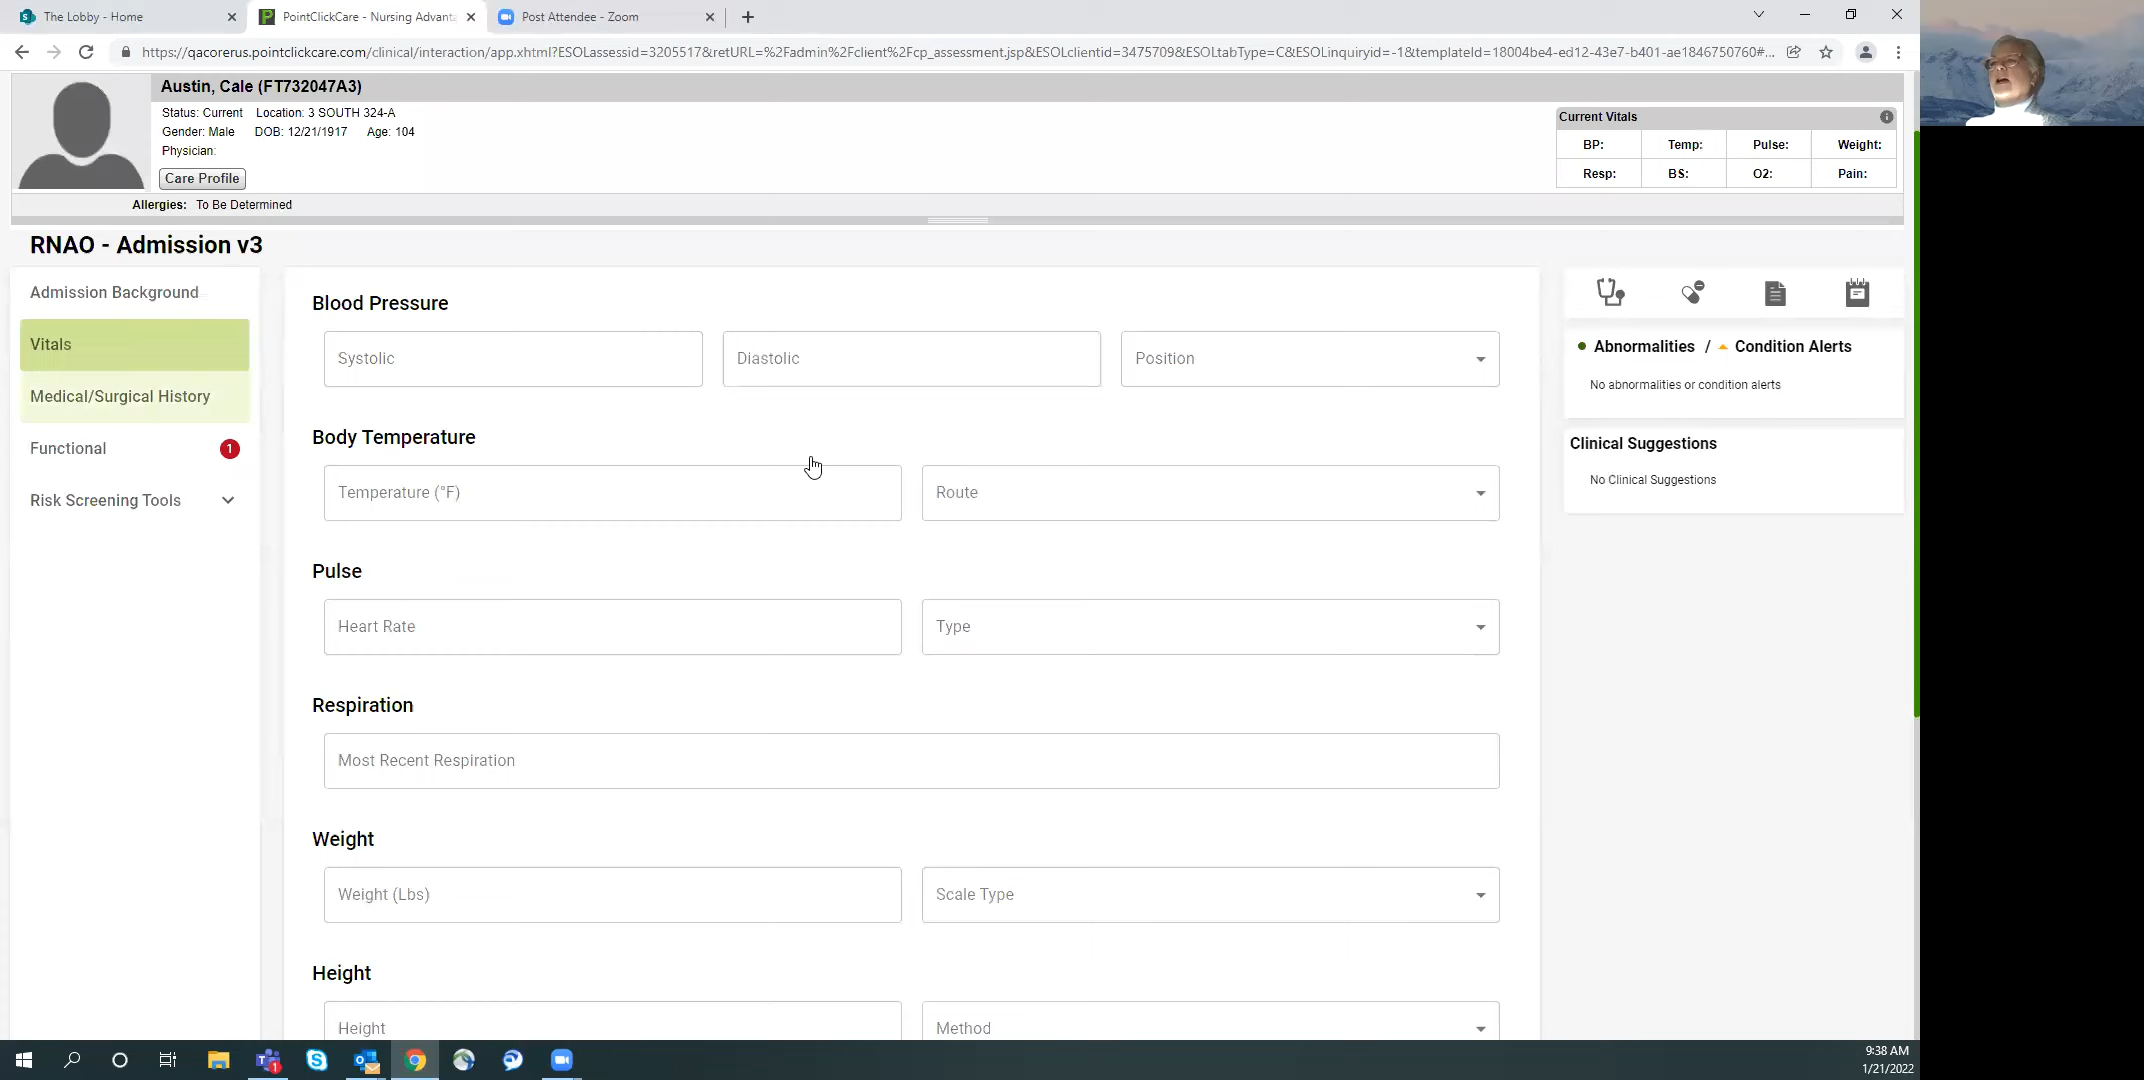 The Lobby - Home
PointClickCare - Nursing Advanta
Post Attendee - Zoom
https://qacorerus.pointclickcare.com/clinical/interaction/app.xhtml?ESOLassessid=3205517&retURL=%2Fadmin%2Fclient%2Fcp_assessment.jsp&ESOLclientid=3475709&ESOLtabType=C&ESOLinquiryid=-1&templateId=18004be4-ed12-43e7-b401-ae1846750760#...
Austin, Cale (FT732047A3)
Status: Current Location: 3 SOUTH 324-A
Gender: Male DOB: 12/21/1917 Age: 104
Physician:
Care Profile
Allergies: To Be Determined
Current Vitals
BP: Temp: Pulse: Weight:
Resp: BS: O2: Pain:
RNAO - Admission v3
Admission Background
Vitals
Medical/Surgical History
Functional 1
Risk Screening Tools
Blood Pressure
Systolic Diastolic Position
Body Temperature
Temperature (°F) Route
Pulse
Heart Rate Type
Respiration
Most Recent Respiration
Weight
Weight (Lbs) Scale Type
Height
Height Method
Abnormalities / Condition Alerts
No abnormalities or condition alerts
Clinical Suggestions
No Clinical Suggestions
9:38 AM
1/21/2022